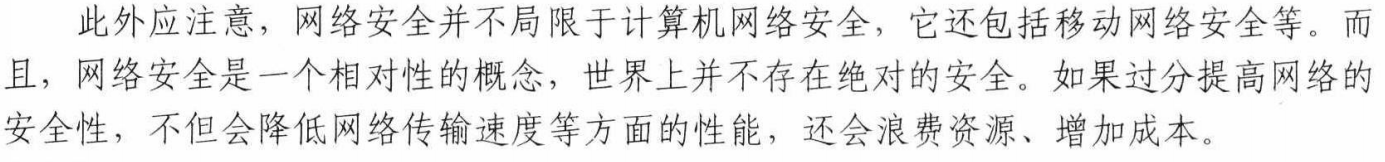 此外应注意，网络安全并不局限于计算机网络安全，它还包括移动网络安全等。而
且，网络安全是一个相对性的概念，世界上并不存在绝对的安全。如果过分提高网络的
安全性，不但会降低网络传输速度等方面的性能，还会浪费资源、增加成本。